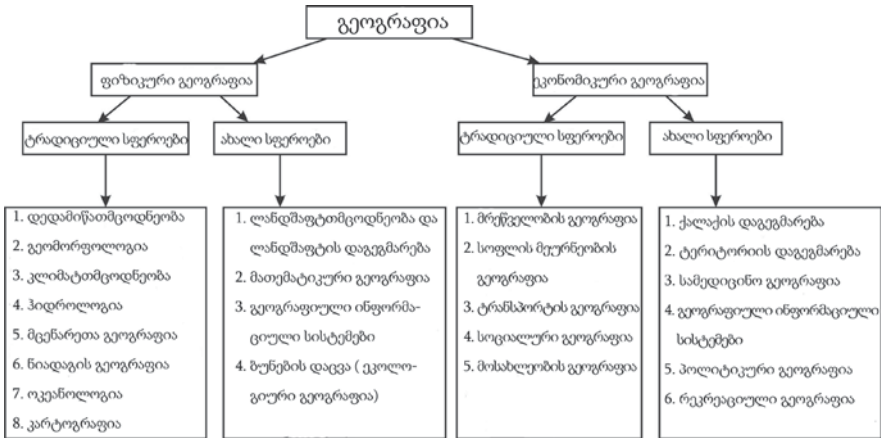 გეოგრაფია
ფიზიკური გეოგრაფია
ეკონომიკური გეოგრაფია
ტრადიციული სფეროები
ახალი სფეროები
ტრადიციული სფეროები
ახალი სფეროები
1. დედამიწათმცოდნეობა
2. გეომორფოლოგია
3. კლიმატთმცოდნეობა
4. ჰიდროლოგია
5. მცენარეთა გეოგრაფია
6. ნიადაგის გეოგრაფია
7. ოკეანოლოგია
8. კარტოგრაფია
1. ლანდშაფტთმცოდნეობა და
ლანდშაფტის დაგეგმარება
2. მათემატიკური გეოგრაფია
3. გეოგრაფიული ინფორმა-
ციული სისტემები
4. ბუნების დაცვა ( ეკოლო-
გიური გეოგრაფია)
1. მრეწველობის გეოგრაფია
2. სოფლის მეურნეობის
გეოგრაფია
3. ტრანსპორტის გეოგრაფია
4. სოციალური გეოგრაფია
5. მოსახლეობის გეოგრაფია
1. ქალაქის დაგეგმარება
2. ტერიტორიის დაგეგმარება
3. სამედიცინო გეოგრაფია
4. გეოგრაფიული ინფორმაციული
სისტემები
5. პოლიტიკური გეოგრაფია
6. რეკრეაციული გეოგრაფია